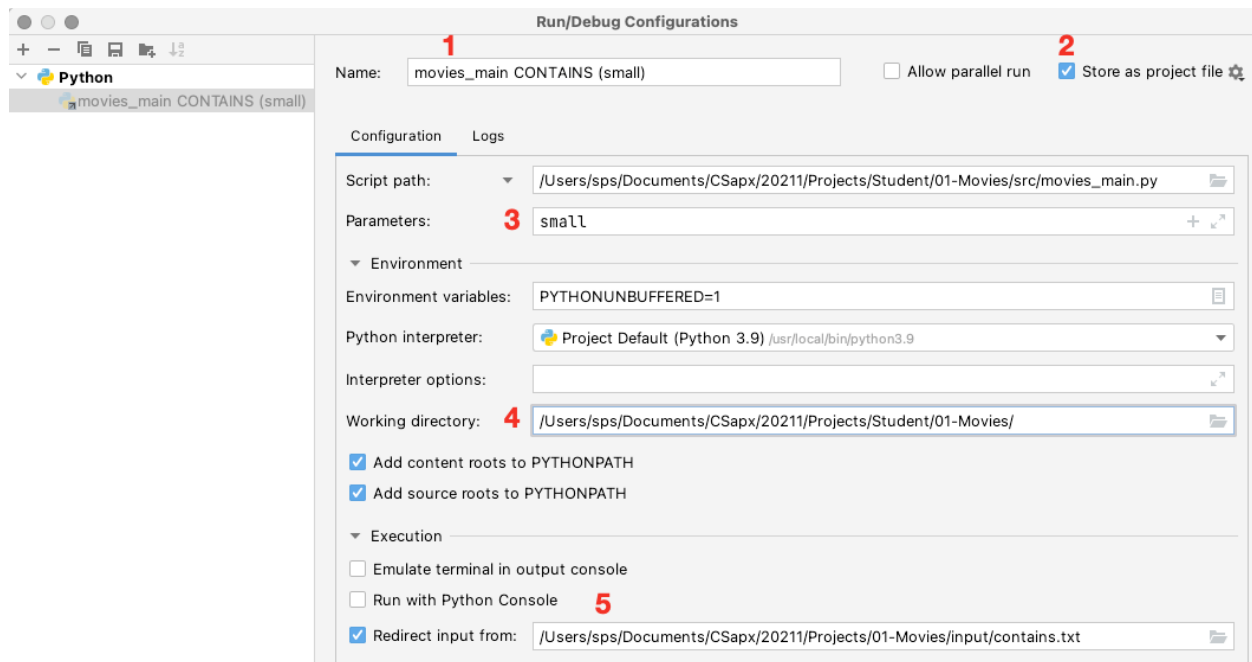 Run/Debug Configurations
1
2
Name: movies_main CONTAINS (small) Allow parallel run Store as project file
Python
movies_main CONTAINS (small)
Configuration Logs
Script path: /Users/sps/Documents/CSapx/20211/Projects/Student/01-Movies/src/movies_main.py
Parameters: 3 small
Environment
Environment variables: PYTHONUNBUFFERED=1
Python interpreter: Project Default (Python 3.9) /usr/local/bin/python3.9
Interpreter options:
Working directory: 4 /Users/sps/Documents/CSapx/20211/Projects/Student/01-Movies/
Add content roots to PYTHONPATH
Add source roots to PYTHONPATH
Execution
Emulate terminal in output console
Run with Python Console 5
Redirect input from: /Users/sps/Documents/CSapx/20211/Projects/01-Movies/input/contains.txt